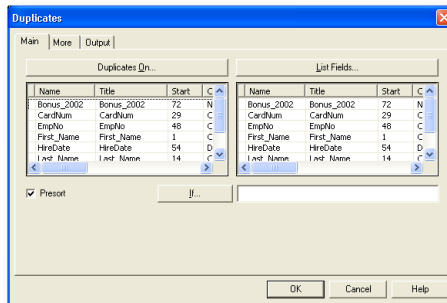 Duplicates
Main More Output
Duplicates On... List Fields...
Name Title Start C Name Title Start C
Bonus_2002 Bonus_2002 72 N Bonus_2002 Bonus_2002 72 N
CardNum CardNum 29 C CardNum CardNum 29 C
EmpNo EmpNo 48 C EmpNo EmpNo 48 C
First_Name First_Name 1 C First_Name First_Name 1 C
HireDate HireDate 54 D HireDate HireDate 54 D
Last_Name Last_Name 14 C Last_Name Last_Name 14 C
Presort If...
OK Cancel Help